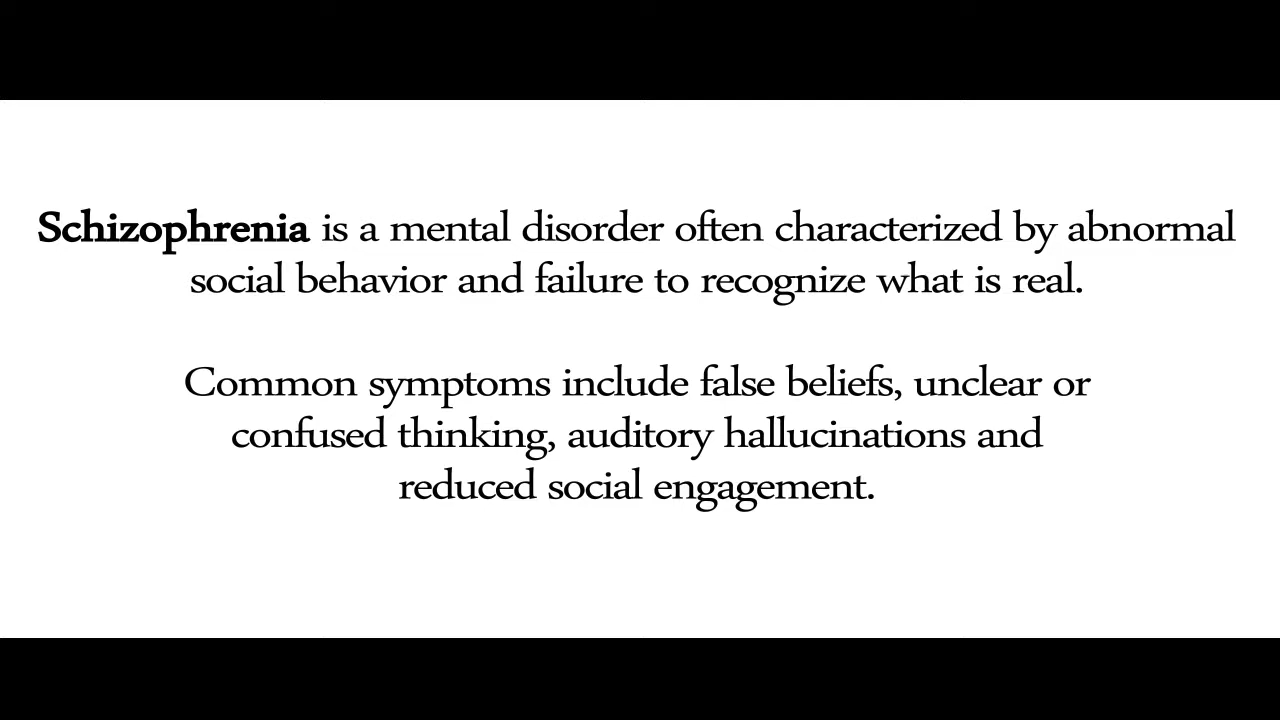 Schizophrenia is a mental disorder often characterized by abnormal
social behavior and failure to recognize what is real.
Common symptoms include false beliefs, unclear or
confused thinking, auditory hallucinations and
reduced social engagement.